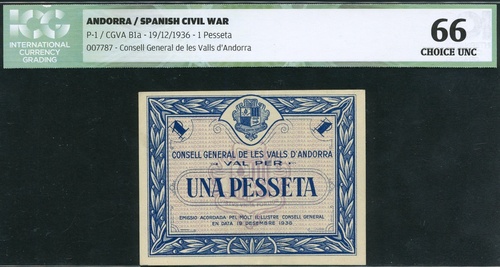 ICG
INTERNATIONAL
CURRENCY
GRADING
ANDORRA / SPANISH CIVIL WAR
P-1 / CGVA B1a - 19/12/1936 - 1 Pesseta
007787 - Consell General de les Valls d'Andorra
66
CHOICE UNC
1
1
CONSELL GENERAL DE LES VALLS D'ANDORRA
VAL PER
UNA PESSETA
EMISSIO ACORDADA PEL MOLT IL·LUSTRE CONSELL GENERAL
EN DATA 19 DESEMBRE 1936